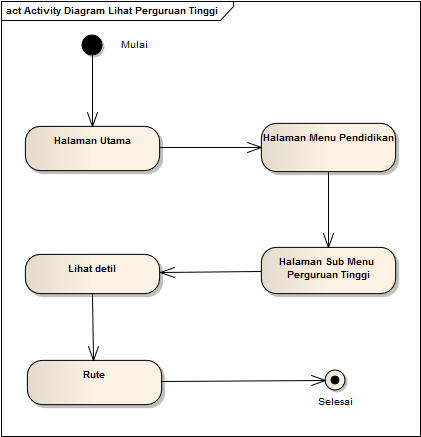 act Activity Diagram Lihat Perguruan Tinggi
Mulai
Halaman Utama
Halaman Menu Pendidikan
Halaman Sub Menu
Perguruan Tinggi
Lihat detil
Rute
Selesai